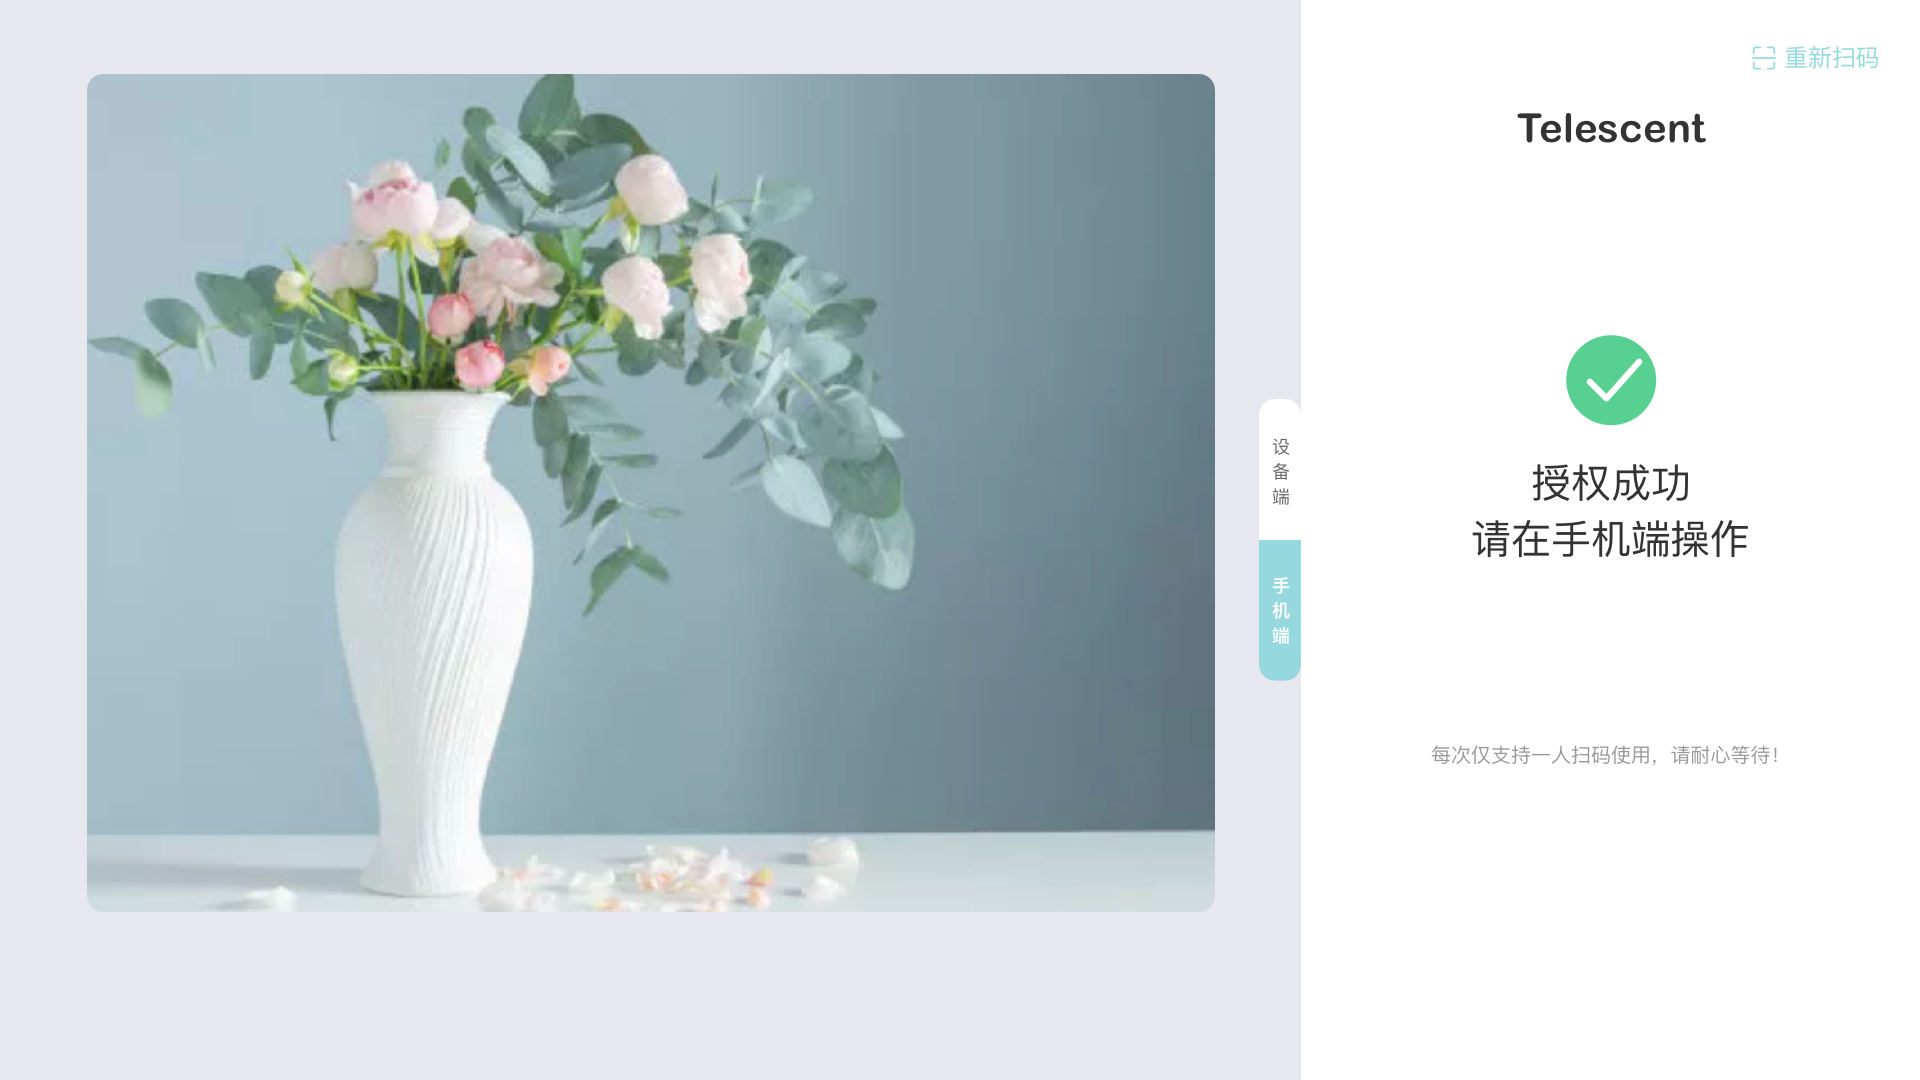 重新扫码
Telescent
设备端
手机端
授权成功
请在手机端操作
每次仅支持一人扫码使用，请耐心等待！